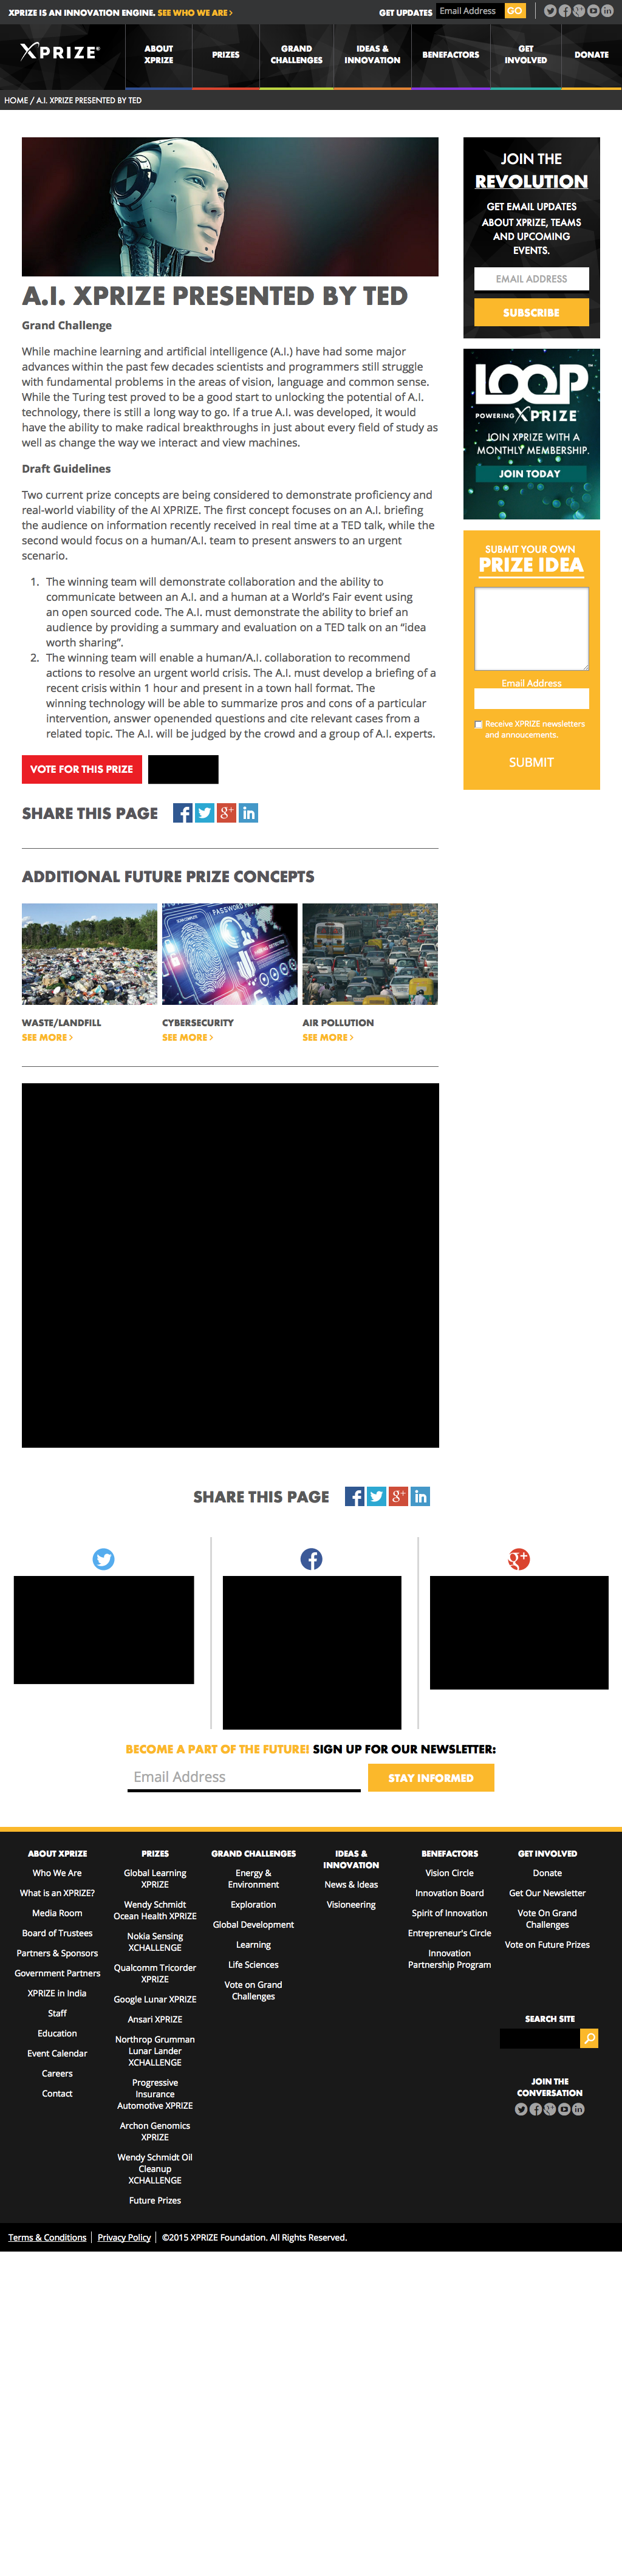 XPRIZE IS AN INNOVATION ENGINE. SEE WHO WE ARE >
GET UPDATES Email Address GO
XPRIZE
ABOUT
XPRIZE
PRIZES
GRAND
CHALLENGES
IDEAS &
INNOVATION
BENEFACTORS
GET
INVOLVED
DONATE
HOME / A.I. XPRIZE PRESENTED BY TED
A.I. XPRIZE PRESENTED BY TED
Grand Challenge
While machine learning and artificial intelligence (A.I.) have had some major
advances within the past few decades scientists and programmers still struggle
with fundamental problems in the areas of vision, language and common sense.
While the Turing test proved to be a good start to unlocking the potential of A.I.
technology, there is still a long way to go. If a true A.I. was developed, it would
have the ability to make radical breakthroughs in just about every field of study as
well as change the way we interact and view machines.
Draft Guidelines
Two current prize concepts are being considered to demonstrate proficiency and
real-world viability of the AI XPRIZE. The first concept focuses on an A.I. briefing
the audience on information recently received in real time at a TED talk, while the
second would focus on a human/A.I. team to present answers to an urgent
scenario.
1. The winning team will demonstrate collaboration and the ability to
communicate between an A.I. and a human at a World's Fair event using
an open sourced code. The A.I. must demonstrate the ability to brief an
audience by providing a summary and evaluation on a TED talk on an "idea
worth sharing".
2. The winning team will enable a human/A.I. collaboration to recommend
actions to resolve an urgent world crisis. The A.I. must develop a briefing of a
recent crisis within 1 hour and present in a town hall format. The
winning technology will be able to summarize pros and cons of a particular
intervention, answer openended questions and cite relevant cases from a
related topic. The A.I. will be judged by the crowd and a group of A.I. experts.
VOTE FOR THIS PRIZE
SHARE THIS PAGE
ADDITIONAL FUTURE PRIZE CONCEPTS
PASSWORD
WASTE/LANDFILL
SEE MORE >
CYBERSECURITY
SEE MORE >
AIR POLLUTION
SEE MORE >
JOIN THE
REVOLUTION
GET EMAIL UPDATES
ABOUT XPRIZE, TEAMS
AND UPCOMING
EVENTS.
EMAIL ADDRESS
SUBSCRIBE
LOOP™
POWERING XPRIZE
JOIN XPRIZE WITH A
MONTHLY MEMBERSHIP.
JOIN TODAY
SUBMIT YOUR OWN
PRIZE IDEA
Email Address
Receive XPRIZE newsletters
and annoucements.
SUBMIT
SHARE THIS PAGE
BECOME A PART OF THE FUTURE! SIGN UP FOR OUR NEWSLETTER:
Email Address
STAY INFORMED
ABOUT XPRIZE
Who We Are
What is an XPRIZE?
Media Room
Board of Trustees
Partners & Sponsors
Government Partners
XPRIZE in India
Staff
Education
Event Calendar
Careers
Contact
PRIZES
Global Learning
XPRIZE
Wendy Schmidt
Ocean Health XPRIZE
Nokia Sensing
XCHALLENGE
Qualcomm Tricorder
XPRIZE
Google Lunar XPRIZE
Ansari XPRIZE
Northrop Grumman
Lunar Lander
XCHALLENGE
Progressive
Insurance
Automotive XPRIZE
Archon Genomics
XPRIZE
Wendy Schmidt Oil
Cleanup
XCHALLENGE
Future Prizes
GRAND CHALLENGES
Energy &
Environment
Exploration
Global Development
Learning
Life Sciences
Vote on Grand
Challenges
IDEAS &
INNOVATION
News & Ideas
Visioneering
BENEFACTORS
Vision Circle
Innovation Board
Spirit of Innovation
Entrepreneur's Circle
Innovation
Partnership Program
GET INVOLVED
Donate
Get Our Newsletter
Vote On Grand
Challenges
Vote on Future Prizes
SEARCH SITE
JOIN THE
CONVERSATION
Terms & Conditions | Privacy Policy | ©2015 XPRIZE Foundation. All Rights Reserved.